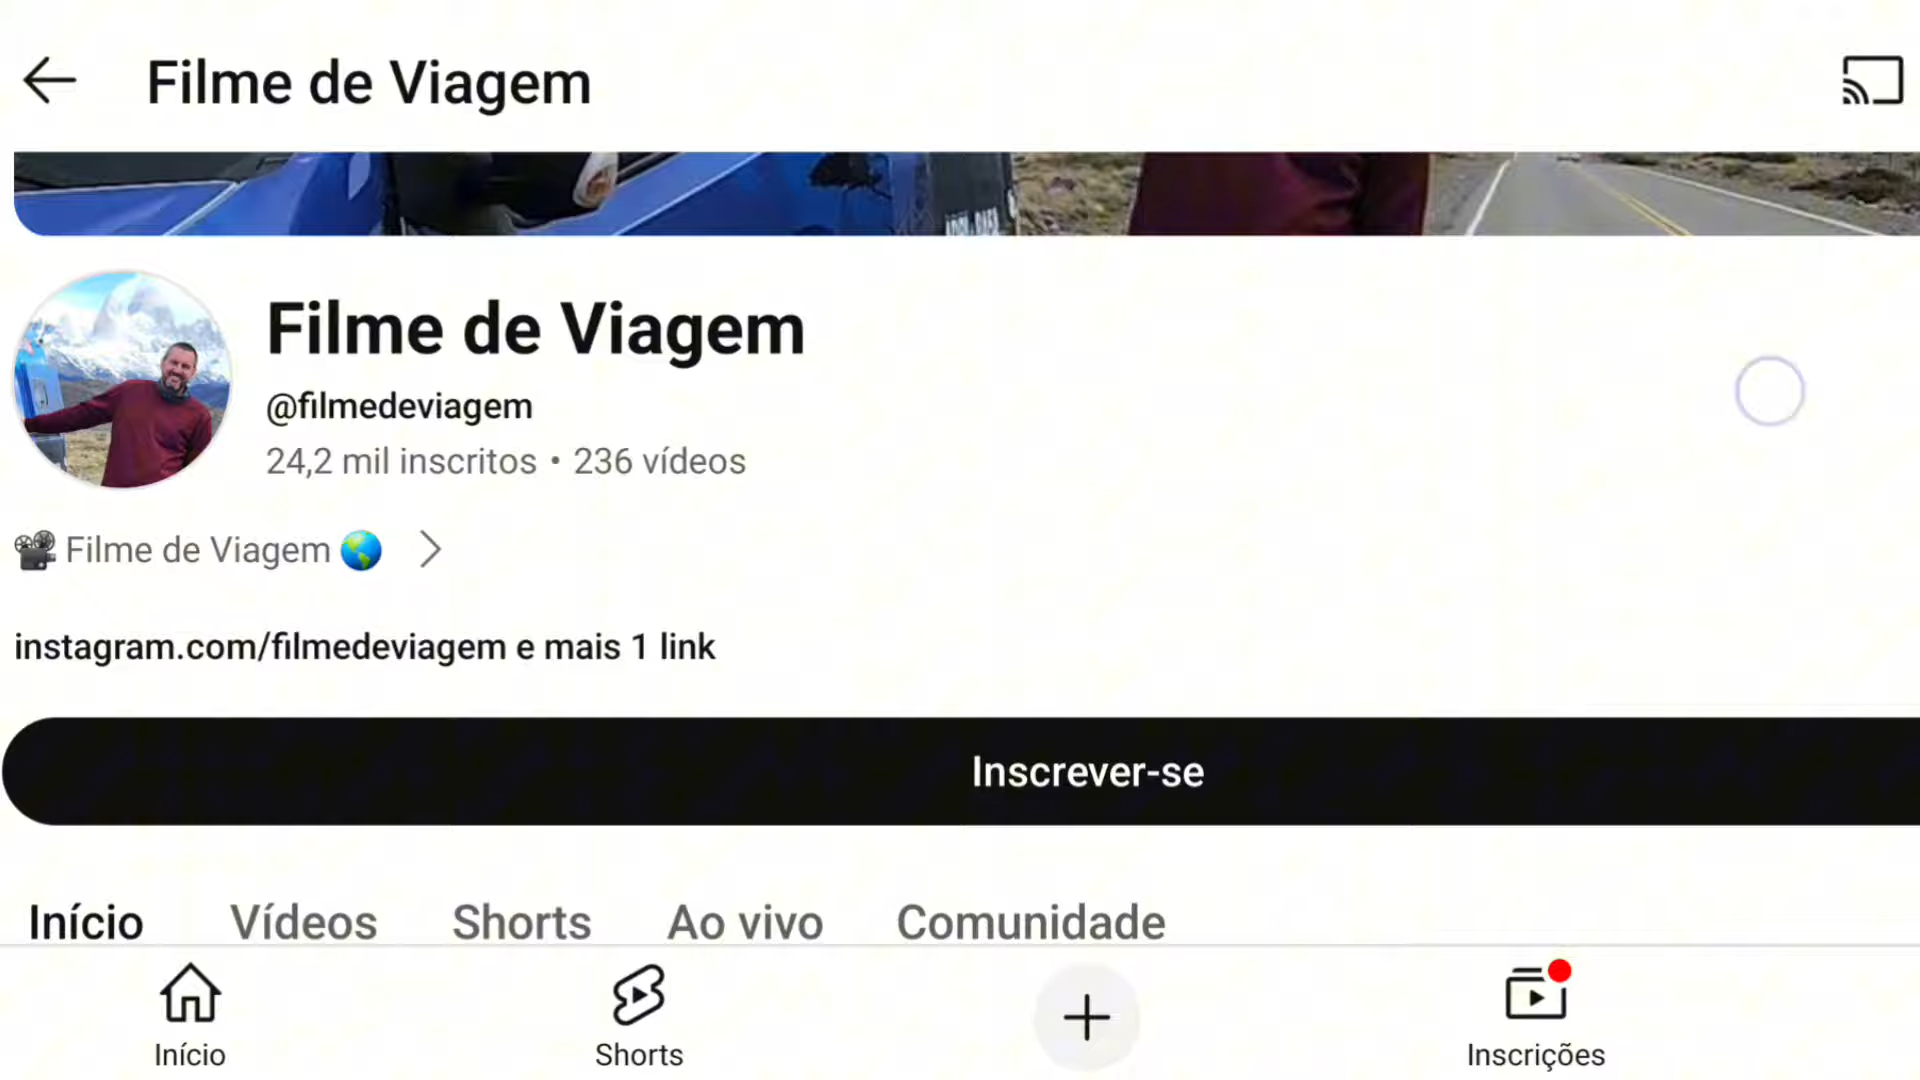 Filme de Viagem
Filme de Viagem
@filmedeviagem
24,2 mil inscritos • 236 vídeos
Filme de Viagem
instagram.com/filmedeviagem e mais 1 link
Inscrever-se
Início Vídeos Shorts Ao vivo Comunidade
Início Shorts Inscrições